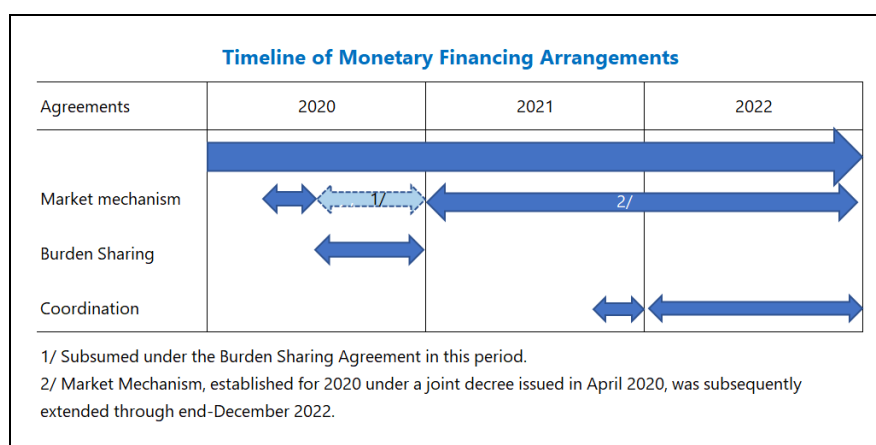 Timeline of Monetary Financing Arrangements
Agreements 2020 2021 2022
Market mechanism 1/ 2/
Burden Sharing
Coordination
1/ Subsumed under the Burden Sharing Agreement in this period.
2/ Market Mechanism, established for 2020 under a joint decree issued in April 2020, was subsequently
extended through end-December 2022.